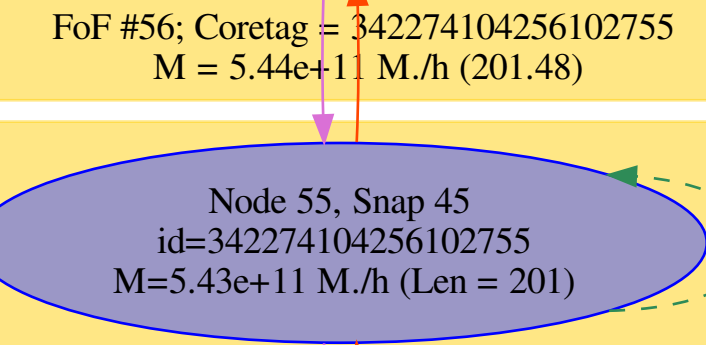 FoF #56; Coretag = 342274104256102755
M = 5.44e+11 M./h (201.48)
Node 55, Snap 45
id=342274104256102755
M=5.43e+11 M./h (Len = 201)